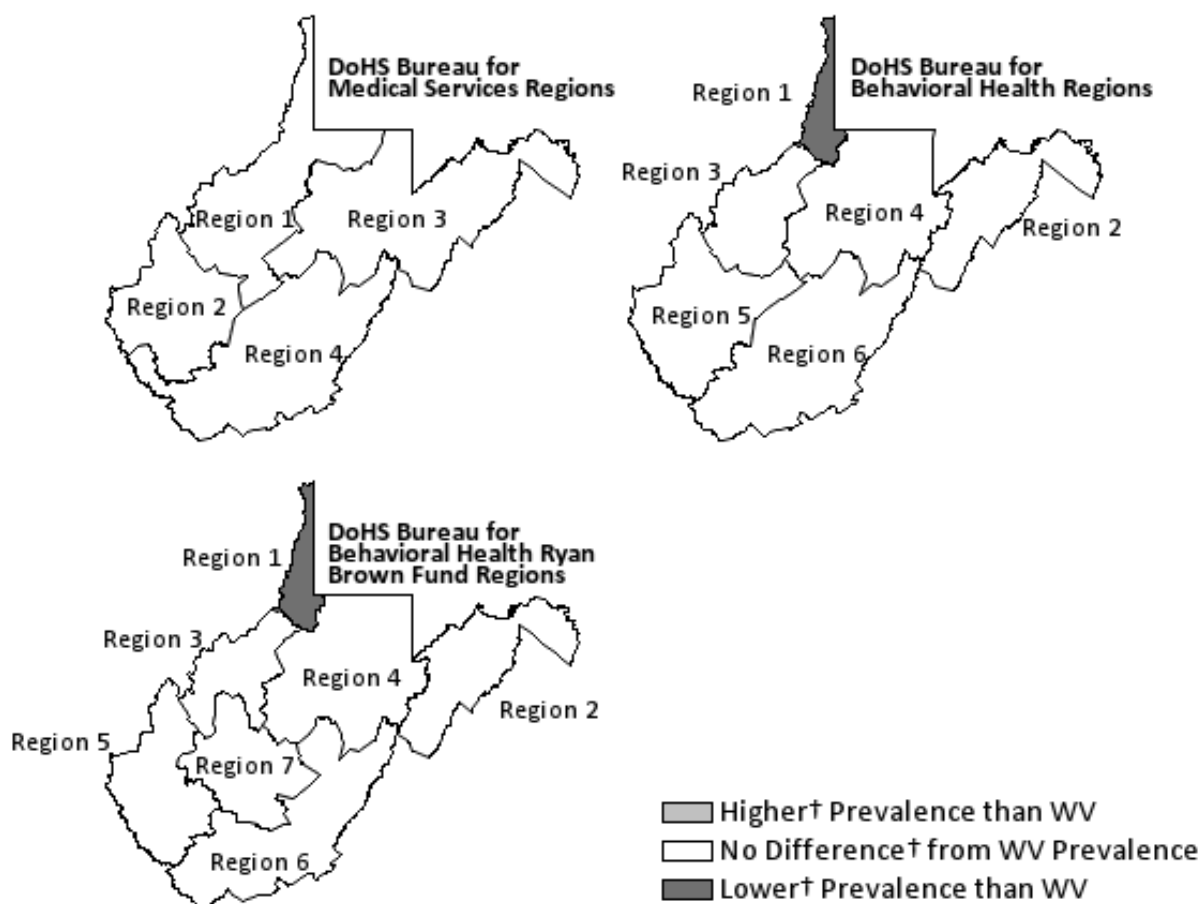 DoHS Bureau for
Medical Services Regions
Region 1
Region 3
Region 2
Region 4
DoHS Bureau for
Behavioral Health Regions
Region 1
Region 3
Region 4
Region 2
Region 5
Region 6
DoHS Bureau for
Behavioral Health Ryan
Brown Fund Regions
Region 1
Region 3
Region 4
Region 2
Region 5
Region 7
Region 6
Higher† Prevalence than WV
No Difference† from WV Prevalence
Lower† Prevalence than WV